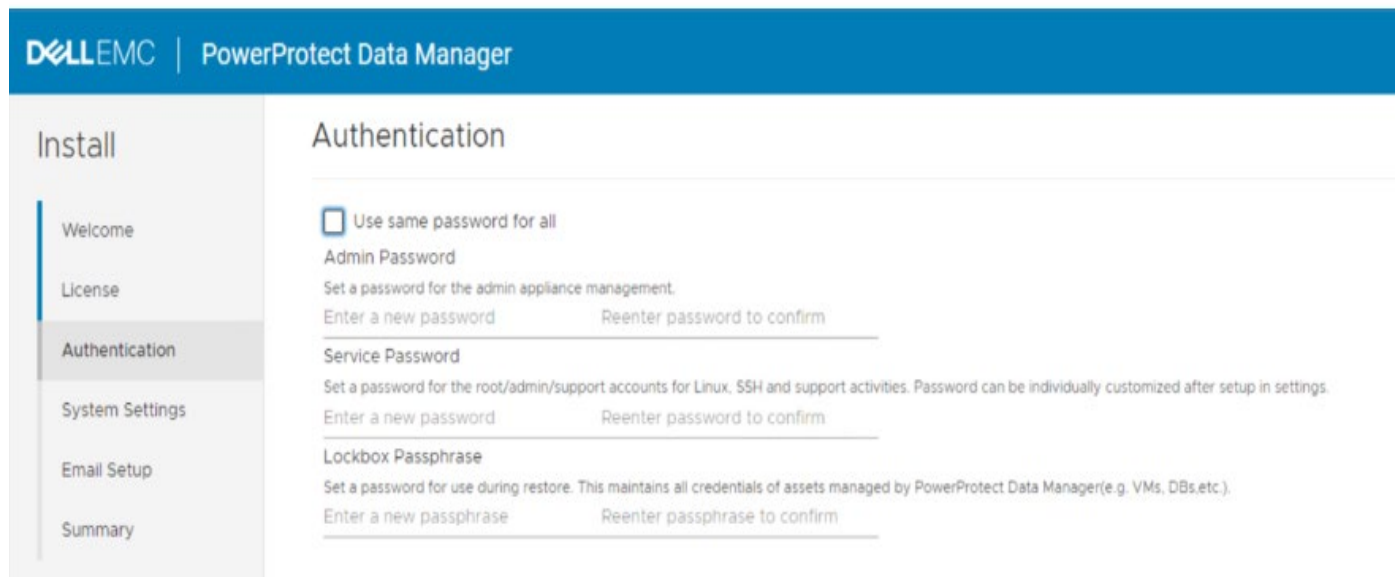 DELLEMC | PowerProtect Data Manager
Install
Welcome
License
Authentication
System Settings
Email Setup
Summary
Authentication
Use same password for all
Admin Password
Set a password for the admin appliance management.
Enter a new password Reenter password to confirm
Service Password
Set a password for the root/admin/support accounts for Linux, SSH and support activities. Password can be individually customized after setup in settings.
Enter a new password Reenter password to confirm
Lockbox Passphrase
Set a password for use during restore. This maintains all credentials of assets managed by PowerProtect Data Manager(e.g. VMs, DBs,etc.).
Enter a new passphrase Reenter passphrase to confirm